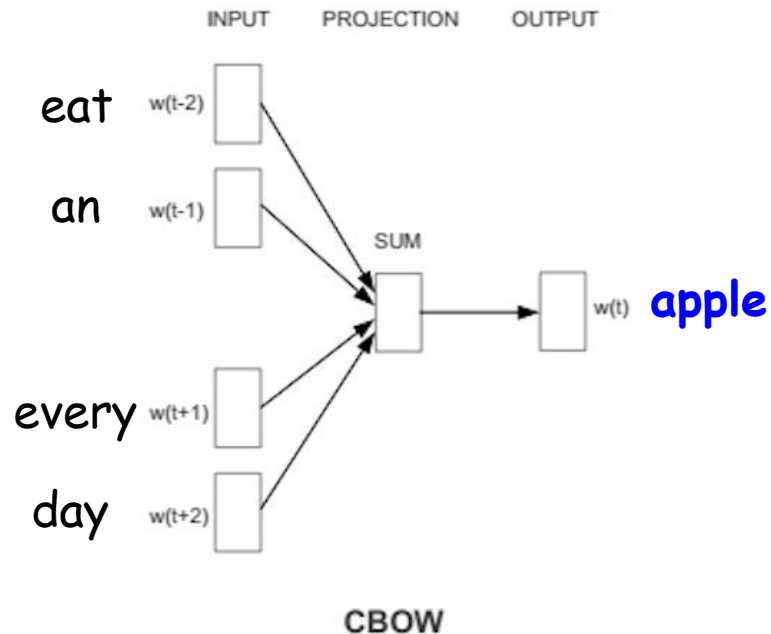 INPUT PROJECTION OUTPUT
eat w(t-2)
an w(t-1)
SUM
w(t) apple
every w(t+1)
day w(t+2)
CBOW